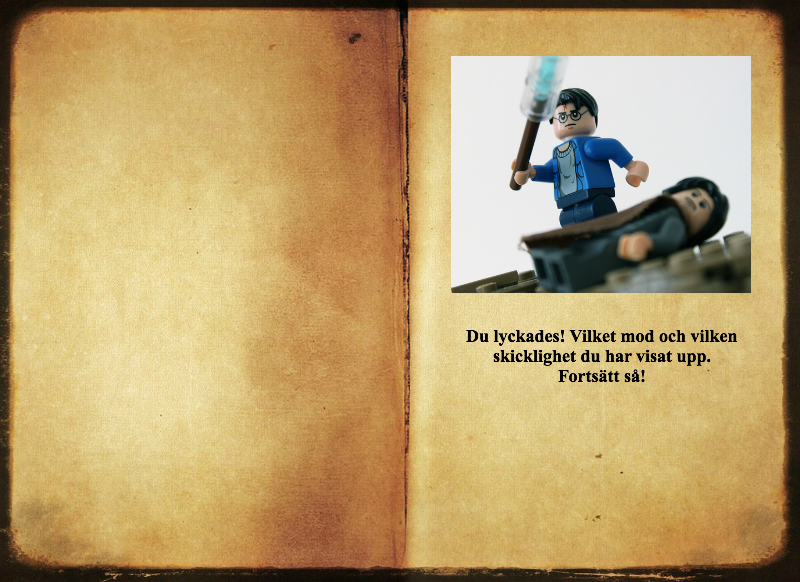 Du lyckades! Vilket mod och vilken
skicklighet du har visat upp.
Fortsätt så!